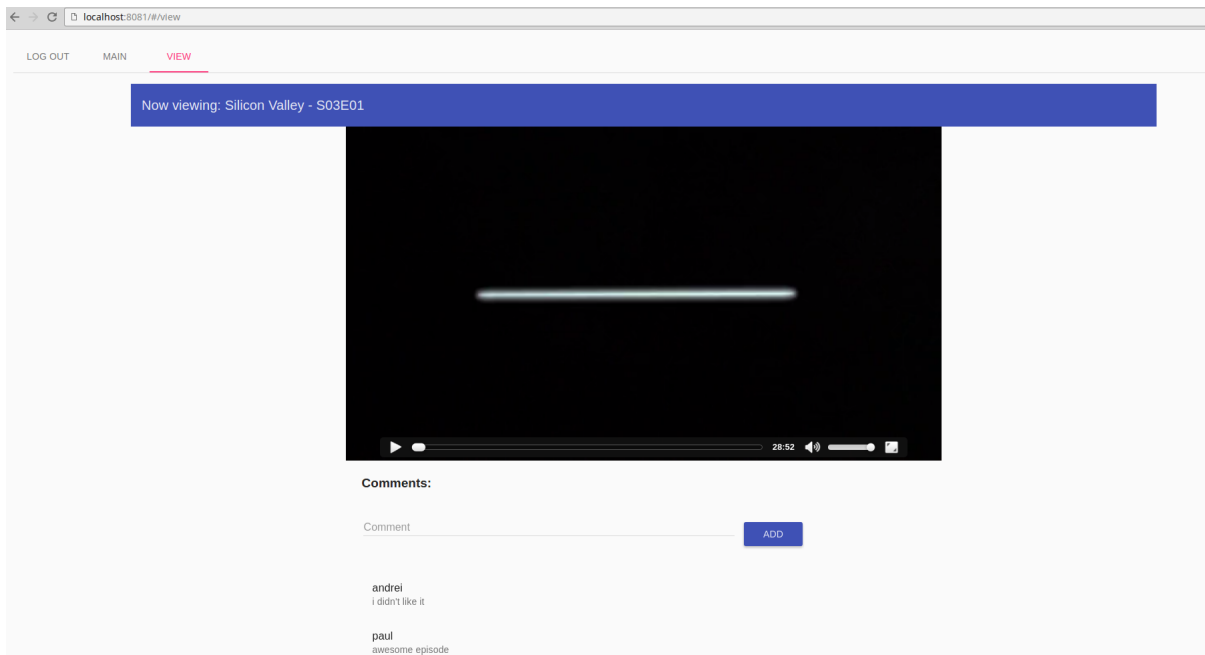 localhost:8081/#/view
LOG OUT MAIN VIEW
Now viewing: Silicon Valley - S03E01
28:52
Comments:
Comment
ADD
andrei
i didn't like it
paul
awesome episode